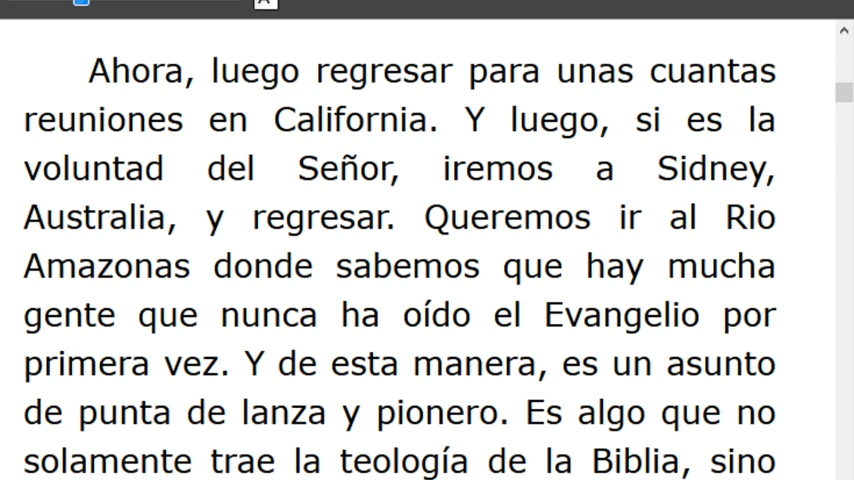 Ahora, luego regresar para unas cuantas
reuniones en California. Y luego, si es la
voluntad del Señor, iremos a Sidney,
Australia, y regresar. Queremos ir al Rio
Amazonas donde sabemos que hay mucha
gente que nunca ha oído el Evangelio por
primera vez. Y de esta manera, es un asunto
de punta de lanza y pionero. Es algo que no
solamente trae la teología de la Biblia, sino